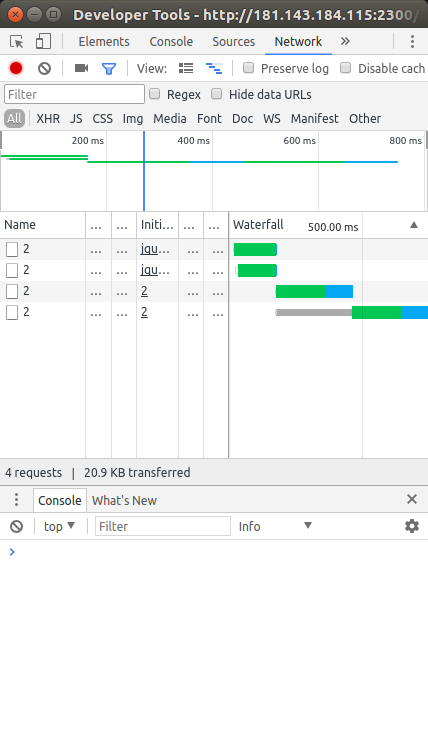 Developer Tools - http://181.143.184.115:2300/
Elements Console Sources Network »
View: Preserve log Disable cach
Filter Regex Hide data URLs
All XHR JS CSS Img Media Font Doc WS Manifest Other
200 ms 400 ms 600 ms 800 ms
Name ... ... Initi... ... ... Waterfall 500.00 ms
2 ... ... jqu... ... ...
2 ... ... jqu... ... ...
2 ... ... 2 ... ...
2 ... ... 2 ... ...
4 requests | 20.9 KB transferred
Console What's New
top Filter Info